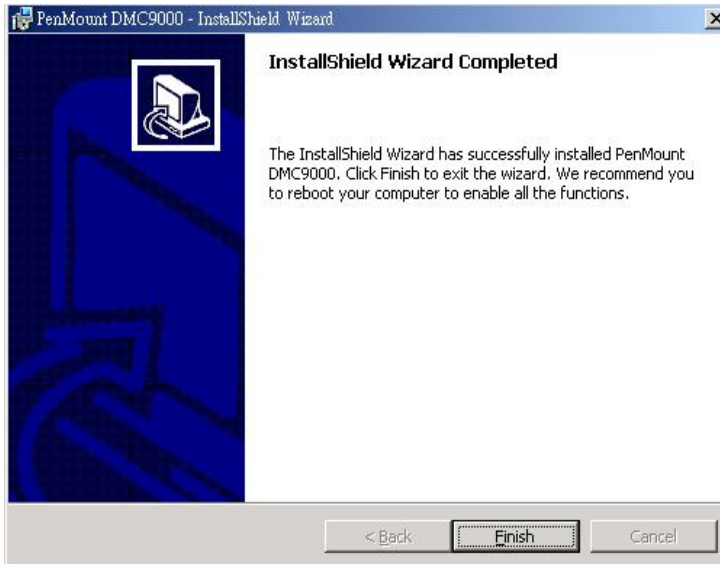 PenMount DMC9000 - InstallShield Wizard
InstallShield Wizard Completed
The InstallShield Wizard has successfully installed PenMount
DMC9000. Click Finish to exit the wizard. We recommend you
to reboot your computer to enable all the functions.
< Back
Finish
Cancel